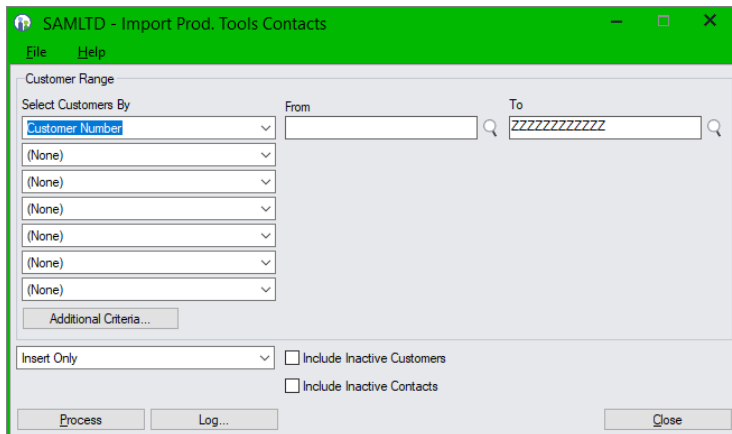 SAMLTD - Import Prod. Tools Contacts
File Help
Customer Range
Select Customers By From To
Customer Number ZZZZZZZZZZZZ
(None)
(None)
(None)
(None)
(None)
(None)
Additional Criteria...
Insert Only Include Inactive Customers
Include Inactive Contacts
Process Log... Close